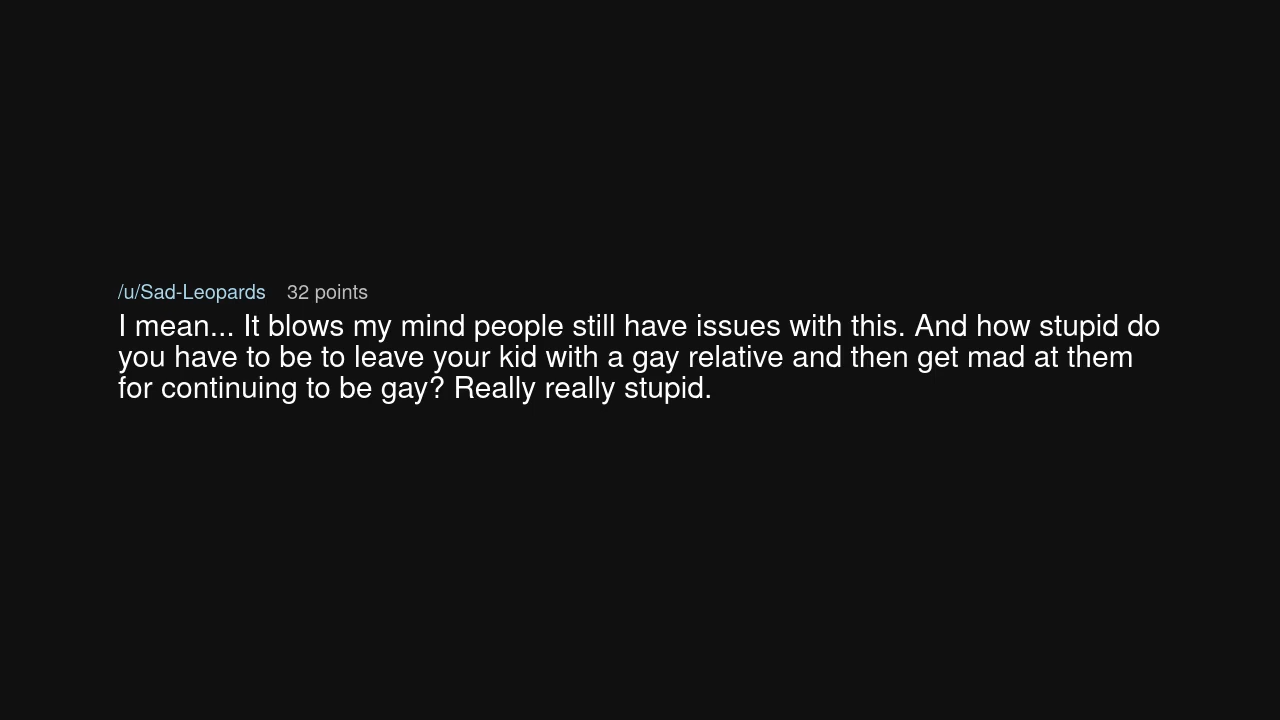 /u/Sad-Leopards 32 points
I mean... It blows my mind people still have issues with this. And how stupid do
you have to be to leave your kid with a gay relative and then get mad at them
for continuing to be gay? Really really stupid.